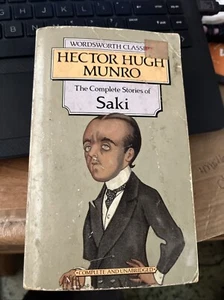 WORDSWORTH CLASSICS
HECTOR HUGH
MUNRO
The Complete Stories of
Saki
COMPLETE AND UNABRIDGED